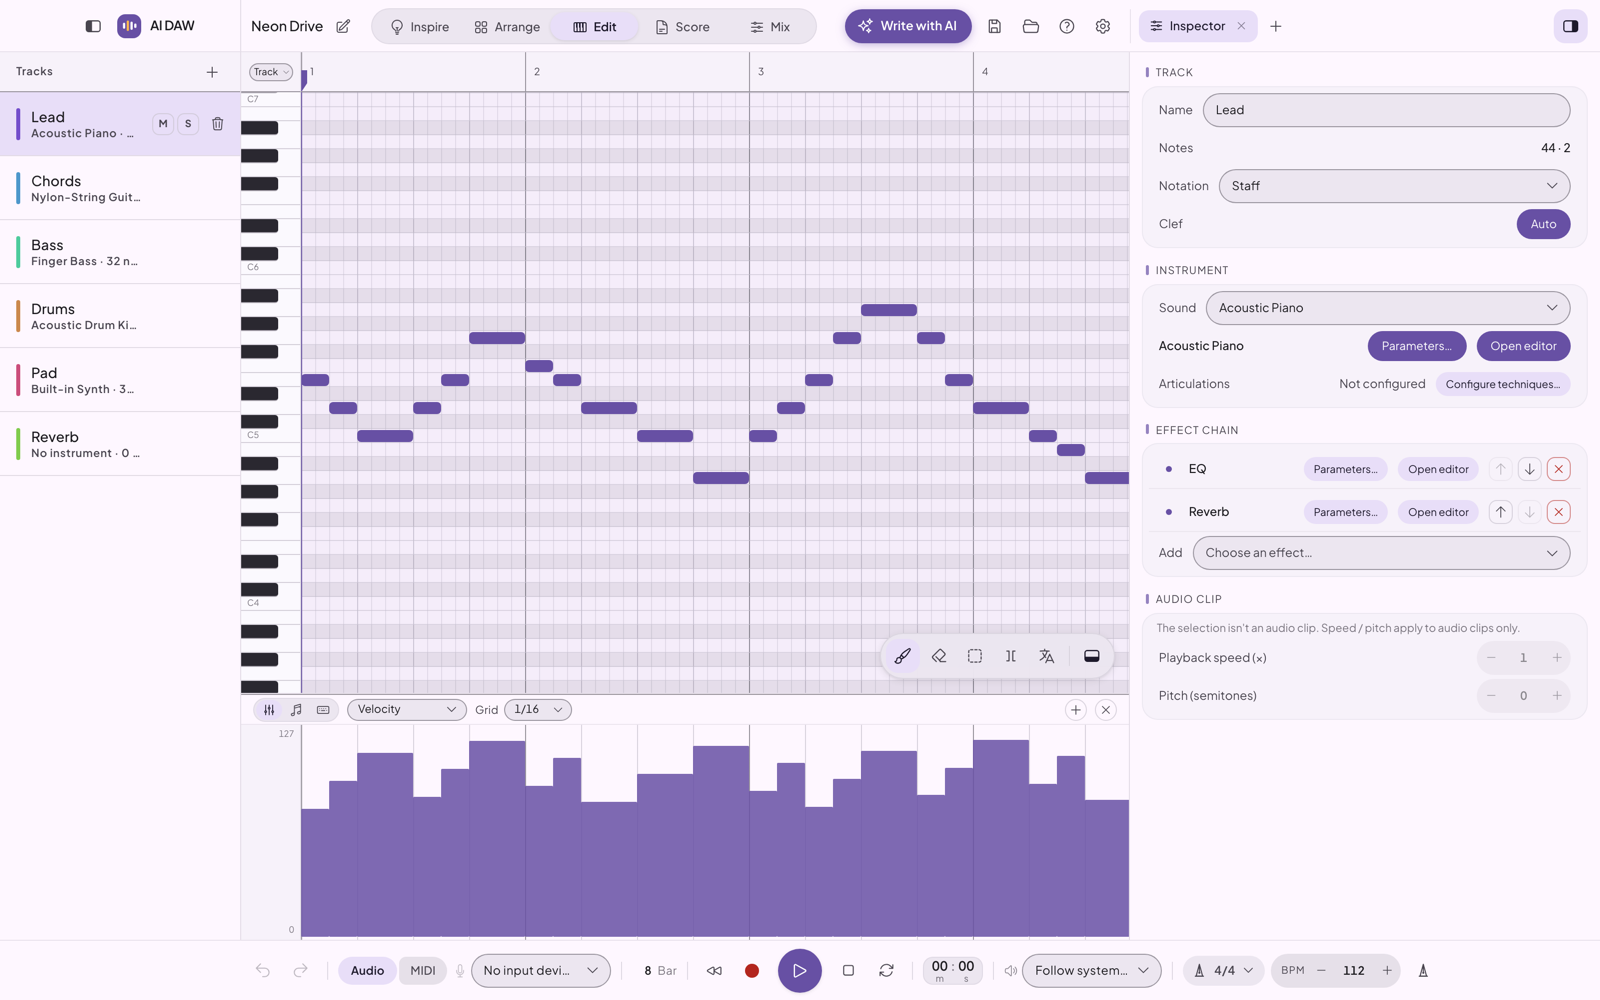 AI DAW
Neon Drive
Inspire
Arrange
Edit
Score
Mix
Write with AI
Inspector
Tracks
Track
1
2
3
4
Lead
Acoustic Piano · …
M
S
Chords
Nylon-String Guit…
Bass
Finger Bass · 32 n…
Drums
Acoustic Drum Ki…
Pad
Built-in Synth · 3…
Reverb
No instrument · 0 …
C7
C6
C5
C4
Velocity
Grid
1/16
127
0
TRACK
Name
Lead
Notes
44 · 2
Notation
Staff
Clef
Auto
INSTRUMENT
Sound
Acoustic Piano
Acoustic Piano
Parameters…
Open editor
Articulations
Not configured
Configure techniques…
EFFECT CHAIN
EQ
Parameters…
Open editor
Reverb
Parameters…
Open editor
Add
Choose an effect…
AUDIO CLIP
The selection isn't an audio clip. Speed / pitch apply to audio clips only.
Playback speed (×)
1
Pitch (semitones)
0
Audio
MIDI
No input devi…
8 Bar
00 : 00
m s
Follow system…
4/4
BPM
112